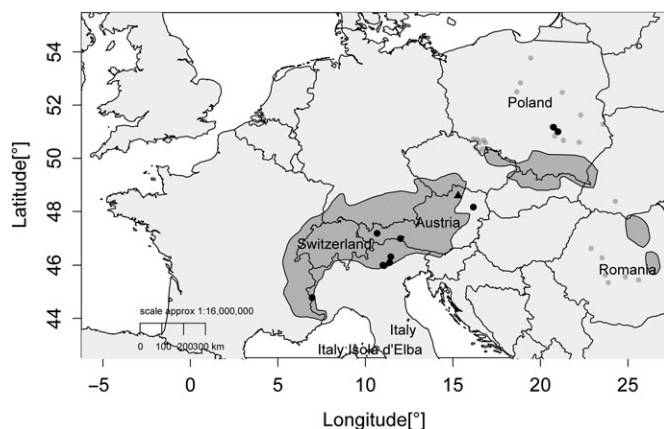 54
52
50
48
46
44
Latitude[°]
Poland
Austria
Switzerland
Romania
scale approx 1:16,000,000
0 100 200300 km
Italy
Italy:Isola d'Elba
−5 0 5 10 15 20 25
Longitude[°]